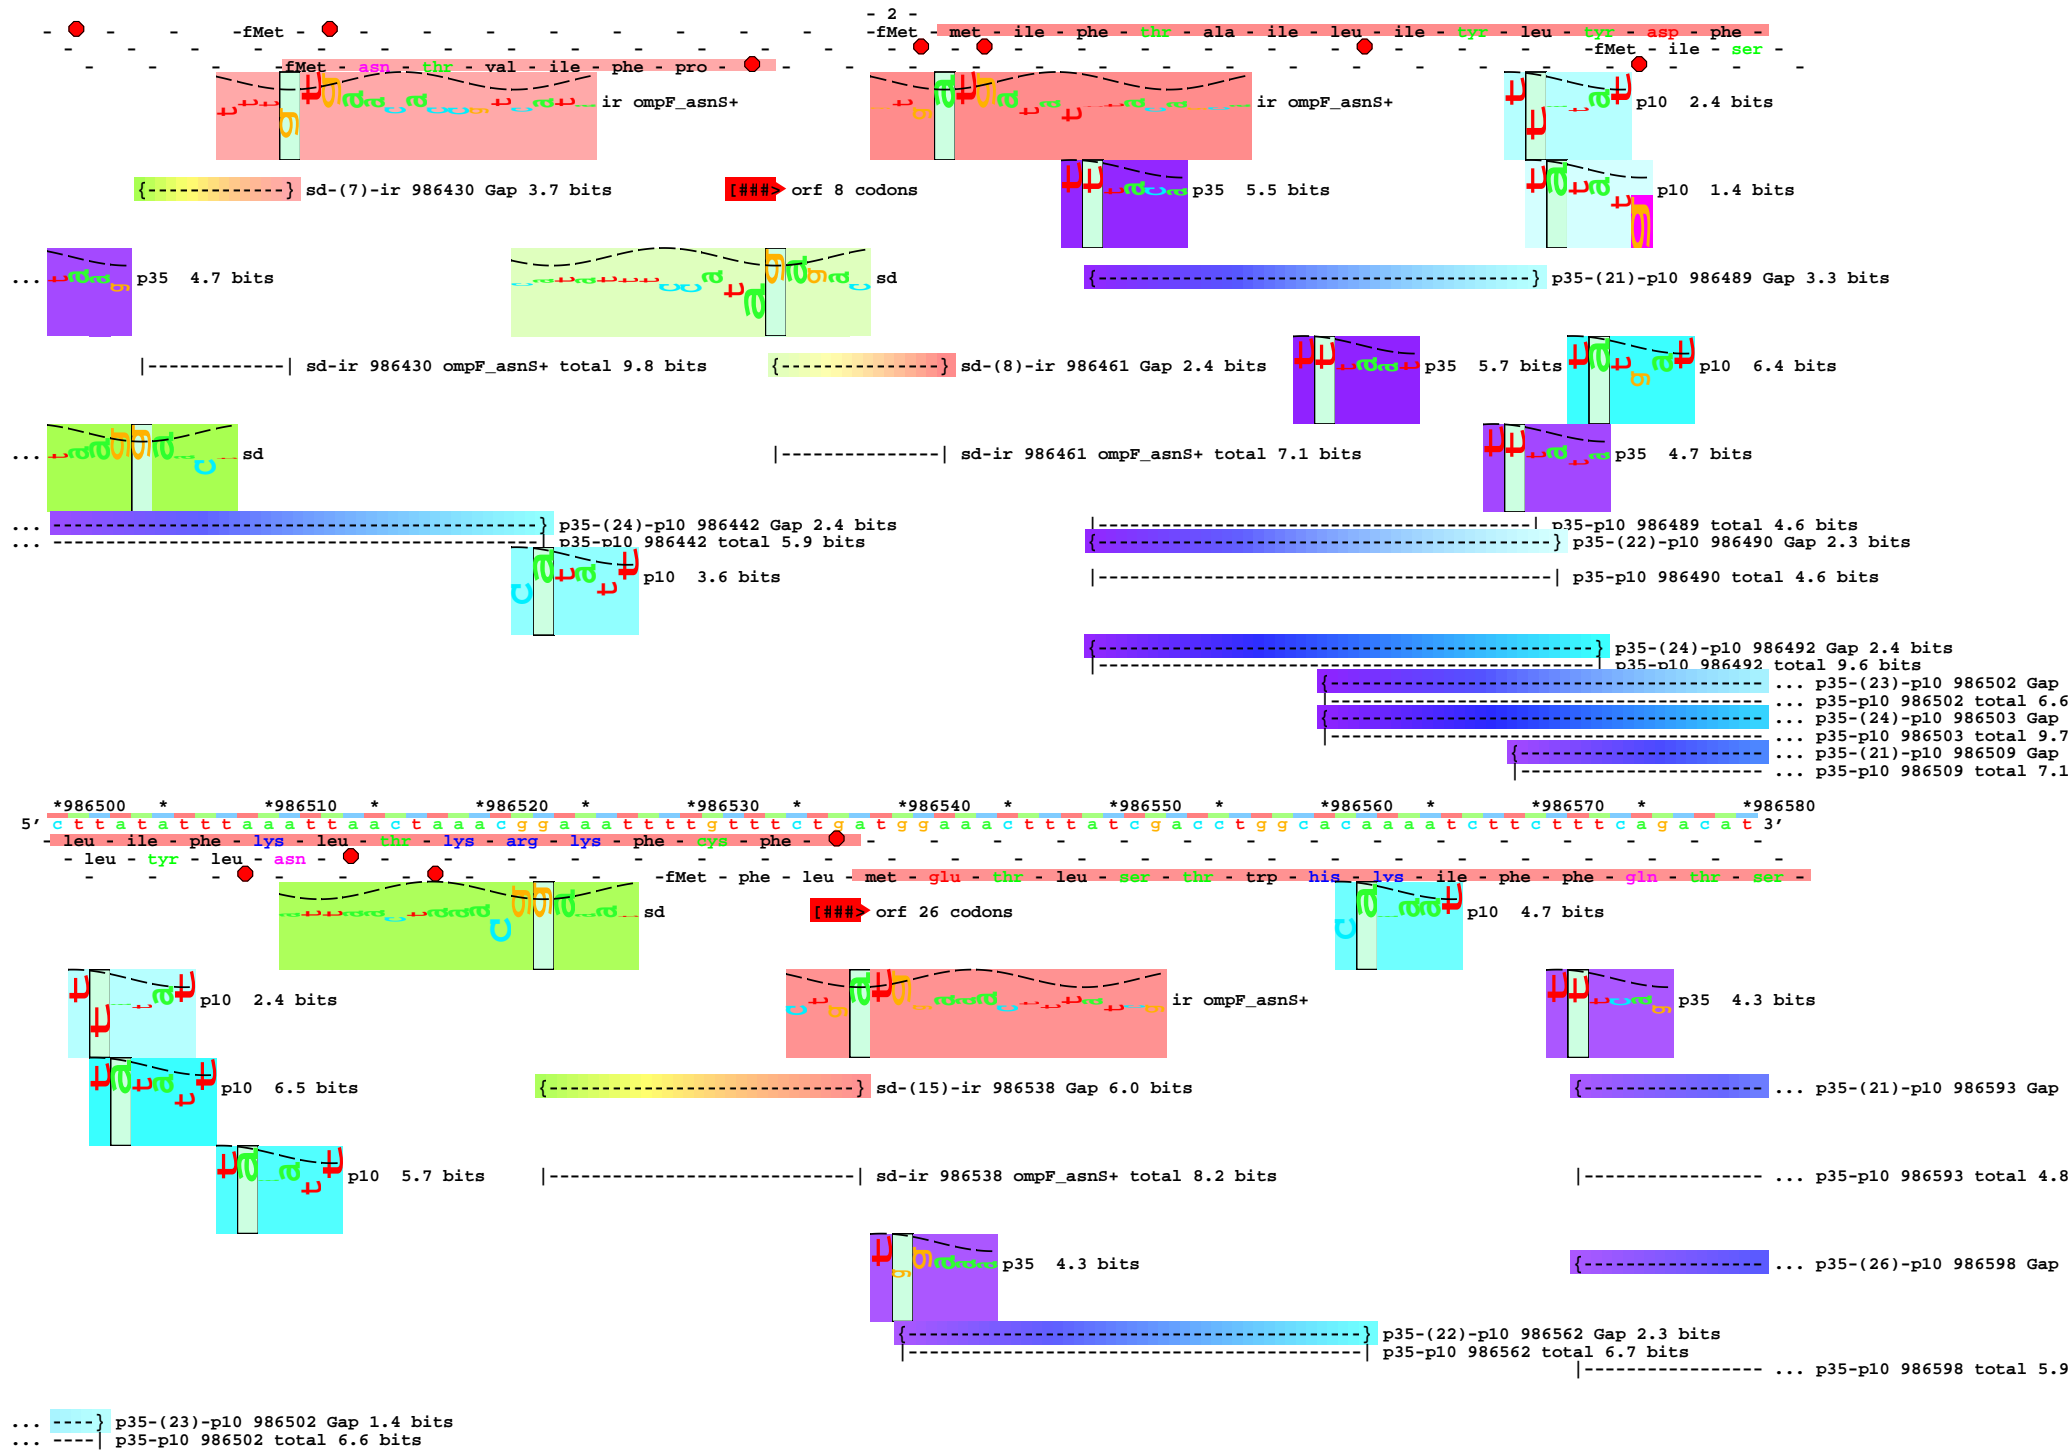 - 2 -
- - - - -fMet - - - - - - - - - -fMet - met - ile - phe - thr - ala - ile - leu - ile - tyr - leu - tyr - asp - phe -
- - - - - - - - - - - - - - - - - - - - - - -fMet - ile - ser -
- - - - -fMet - asn - thr - val - ile - phe - pro - - - - - - - - - - - - - - - -
ir ompF_asnS+
ir ompF_asnS+
p10 2.4 bits
{-----------} sd-(7)-ir 986430 Gap 3.7 bits
[###> orf 8 codons
p35 5.5 bits
p10 1.4 bits
... p35 4.7 bits
sd
{------------------------------------------} p35-(21)-p10 986489 Gap 3.3 bits
|-------------| sd-ir 986430 ompF_asnS+ total 9.8 bits
{---------------} sd-(8)-ir 986461 Gap 2.4 bits
p35 5.7 bits
p10 6.4 bits
... sd
|---------------| sd-ir 986461 ompF_asnS+ total 7.1 bits
p35 4.7 bits
... ----------------------------------------------} p35-(24)-p10 986442 Gap 2.4 bits
|------------------------------------------| p35-p10 986489 total 4.6 bits
... ----------------------------------------------| p35-p10 986442 total 5.9 bits
{--------------------------------------------} p35-(22)-p10 986490 Gap 2.3 bits
p10 3.6 bits
|--------------------------------------------| p35-p10 986490 total 4.6 bits
{------------------------------------------------} p35-(24)-p10 986492 Gap 2.4 bits
|------------------------------------------------| p35-p10 986492 total 9.6 bits
{----------------------------------------- ... p35-(23)-p10 986502 Gap
|----------------------------------------- ... p35-p10 986502 total 6.6
{----------------------------------------- ... p35-(24)-p10 986503 Gap
|----------------------------------------- ... p35-p10 986503 total 9.7
{----------------------- ... p35-(21)-p10 986509 Gap
|----------------------- ... p35-p10 986509 total 7.1
*986500 * *986510 * *986520 * *986530 * *986540 * *986550 * *986560 * *986570 * *986580
5' c t t a t a t t t a a a t t a a c t a a a c g g a a a t t t t g t t t c t g a t g g a a a c t t t a t c g a c c t g g c a c a a a a t c t t c t t t c a g a c a t 3'
- leu - ile - phe - lys - leu - thr - lys - arg - lys - phe - cys - phe - - - - - - - - - - - - - - -
- leu - tyr - leu - asn - - - - - - - - - - - - - - - - - - - - - - -
- - - - - - - - -fMet - phe - leu - met - glu - thr - leu - ser - thr - trp - his - lys - ile - phe - phe - gln - thr - ser -
sd
[###> orf 26 codons
p10 4.7 bits
p10 2.4 bits
ir ompF_asnS+
p35 4.3 bits
p10 6.5 bits
{------------------------------} sd-(15)-ir 986538 Gap 6.0 bits
{------------------ ... p35-(21)-p10 986593 Gap
p10 5.7 bits
|------------------------------| sd-ir 986538 ompF_asnS+ total 8.2 bits
|----------------- ... p35-p10 986593 total 4.8
p35 4.3 bits
{------------------ ... p35-(26)-p10 986598 Gap
{--------------------------------------------} p35-(22)-p10 986562 Gap 2.3 bits
|--------------------------------------------| p35-p10 986562 total 6.7 bits
|----------------- ... p35-p10 986598 total 5.9
... ----} p35-(23)-p10 986502 Gap 1.4 bits
... ----| p35-p10 986502 total 6.6 bits